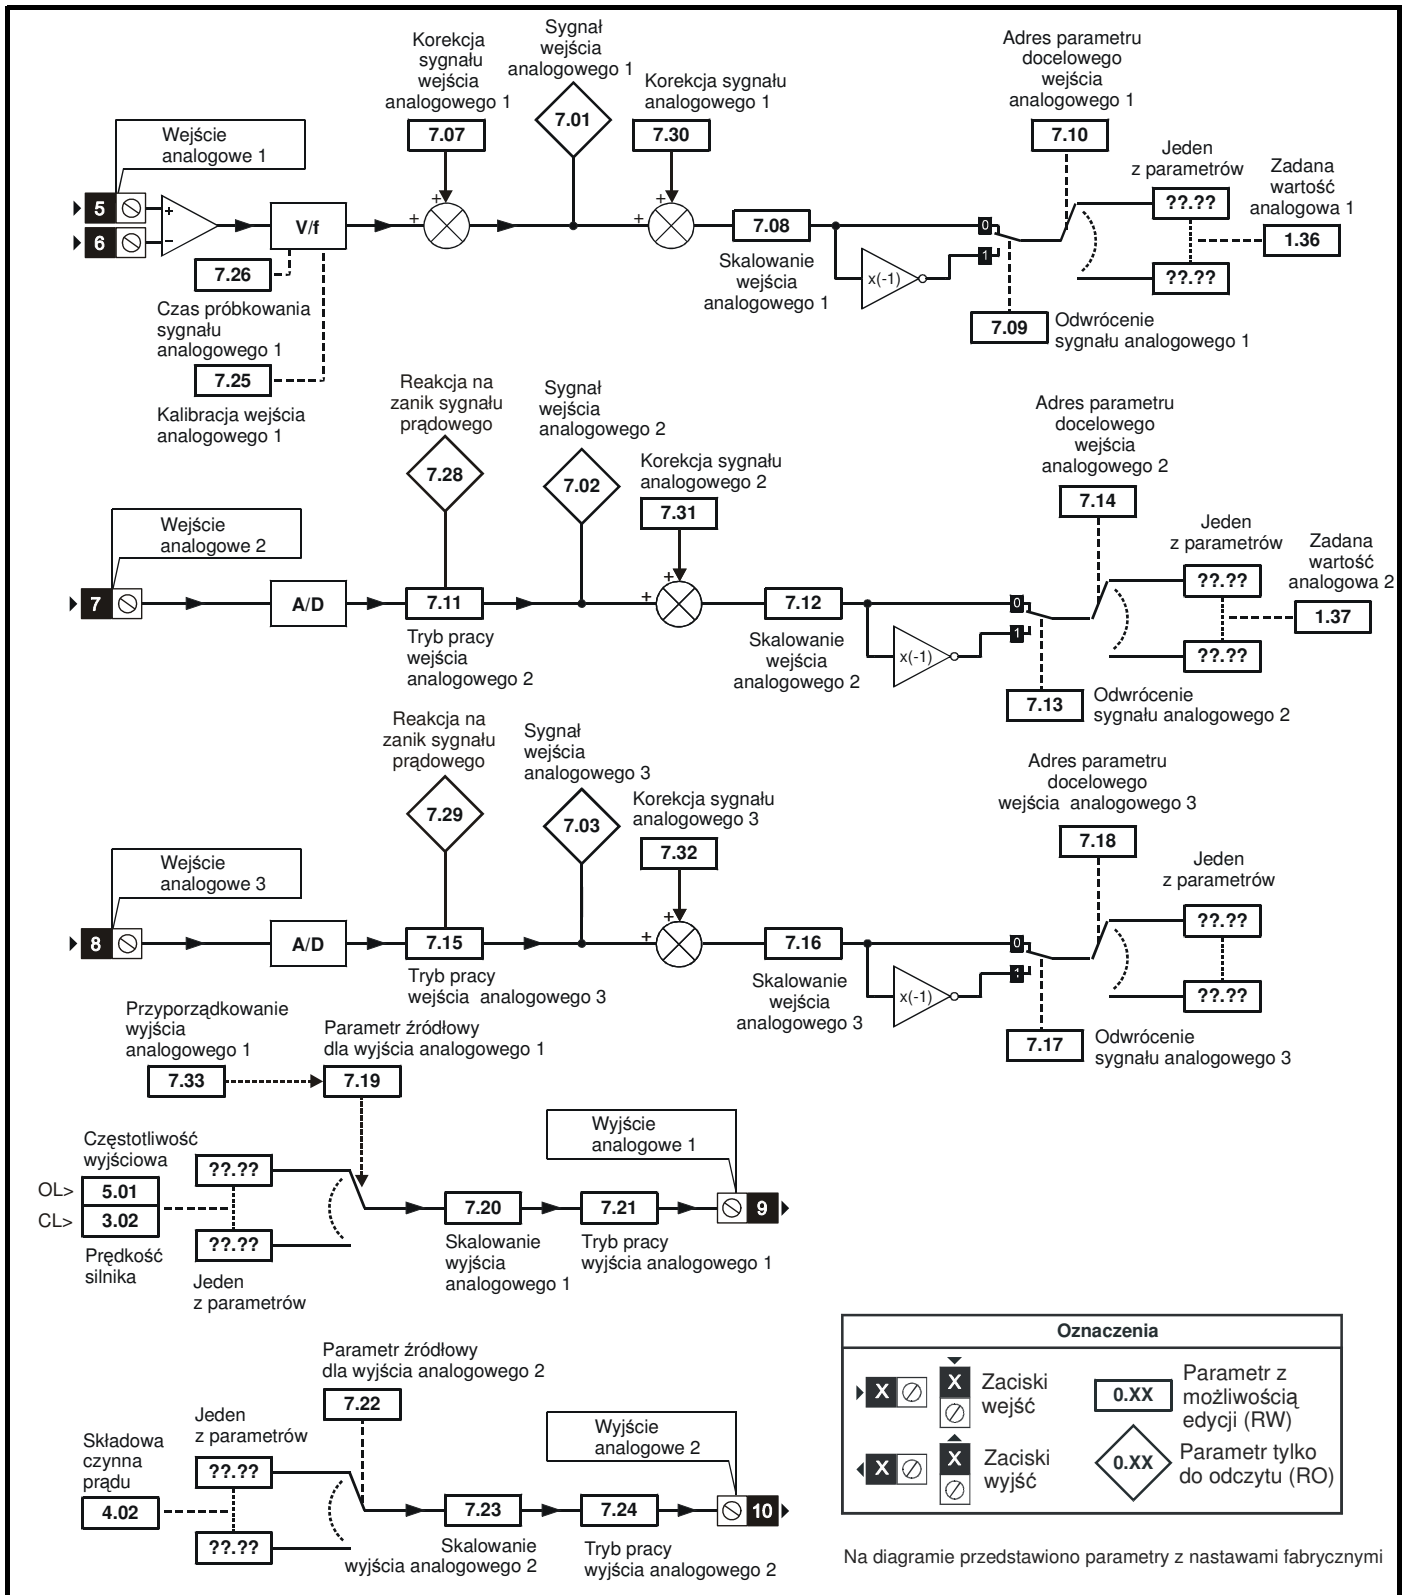 Korekcja
sygnału
wejścia
analogowego 1
7.07
Sygnał
wejścia
analogowego 1
7.01
Korekcja sygnału
analogowego 1
7.30
Adres parametru
docelowego
wejścia
analogowego 1
7.10
Wejście
analogowe 1
5
6
+
–
V/f
+
+
+
+
7.08
Skalowanie
wejścia
analogowego 1
x(-1)
0
1
7.09
Odwrócenie
sygnału analogowego 1
Jeden
z parametrów
??.??
??.??
Zadana
wartość
analogowa 1
1.36
7.26
Czas próbkowania
sygnału
analogowego 1
7.25
Kalibracja wejścia
analogowego 1
Reakcja na
zanik sygnału
prądowego
7.28
Sygnał
wejścia
analogowego 2
7.02
Korekcja sygnału
analogowego 2
7.31
Adres parametru
docelowego
wejścia
analogowego 2
7.14
Wejście
analogowe 2
7
A/D
7.11
Tryb pracy
wejścia
analogowego 2
+
+
7.12
Skalowanie
wejścia
analogowego 2
x(-1)
0
1
7.13
Odwrócenie
sygnału analogowego 2
Jeden
z parametrów
??.??
??.??
Zadana
wartość
analogowa 2
1.37
Reakcja na
zanik sygnału
prądowego
7.29
Sygnał
wejścia
analogowego 3
7.03
Korekcja sygnału
analogowego 3
7.32
Adres parametru
docelowego
wejścia analogowego 3
7.18
Wejście
analogowe 3
8
A/D
7.15
Tryb pracy
wejścia analogowego 3
+
+
7.16
Skalowanie
wejścia
analogowego 3
x(-1)
0
1
7.17
Odwrócenie
sygnału analogowego 3
Jeden
z parametrów
??.??
??.??
Przyporządkowanie
wyjścia
analogowego 1
7.33
Parametr źródłowy
dla wyjścia analogowego 1
7.19
Częstotliwość
wyjściowa
OL>
5.01
CL>
3.02
Prędkość
silnika
??.??
??.??
Jeden
z parametrów
7.20
Skalowanie
wyjścia
analogowego 1
7.21
Tryb pracy
wyjścia analogowego 1
Wyjście
analogowe 1
9
Parametr źródłowy
dla wyjścia analogowego 2
7.22
Składowa
czynna
prądu
4.02
Jeden
z parametrów
??.??
??.??
7.23
Skalowanie
wyjścia analogowego 2
7.24
Tryb pracy
wyjścia analogowego 2
Wyjście
analogowe 2
10
Oznaczenia
X
X
Zaciski
wejść
0.XX
Parametr z
możliwością
edycji (RW)
X
X
Zaciski
wyjść
0.XX
Parametr tylko
do odczytu (RO)
Na diagramie przedstawiono parametry z nastawami fabrycznymi